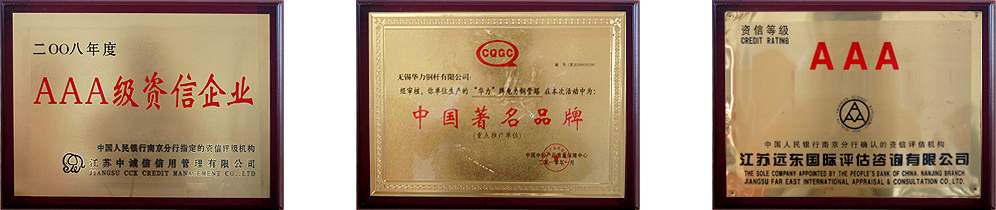 二OO八年度
AAA级资信企业
中国人民银行南京分行指定的资信评级机构
江苏中诚信信用管理有限公司
JIANGSU CCX CREDIT MANAGEMENT CO.,LTD
CQGC
无锡华力钢杆有限公司:
经审核,你单位生产的“华力”牌电力钢管塔 在本次活动中为:
中国著名品牌
(重点推广单位)
资信等级
CREDIT RATING
AAA
中国人民银行南京分行确认的资信评估机构
江苏远东国际评估咨询有限公司
THE SOLE COMPANY APPOINTED BY THE PEOPLE'S BANK OF CHINA, NANJING BRANCH
JIANGSU FAR EAST INTERNATIONAL APPRAISAL & CONSULTATION CO., LTD.